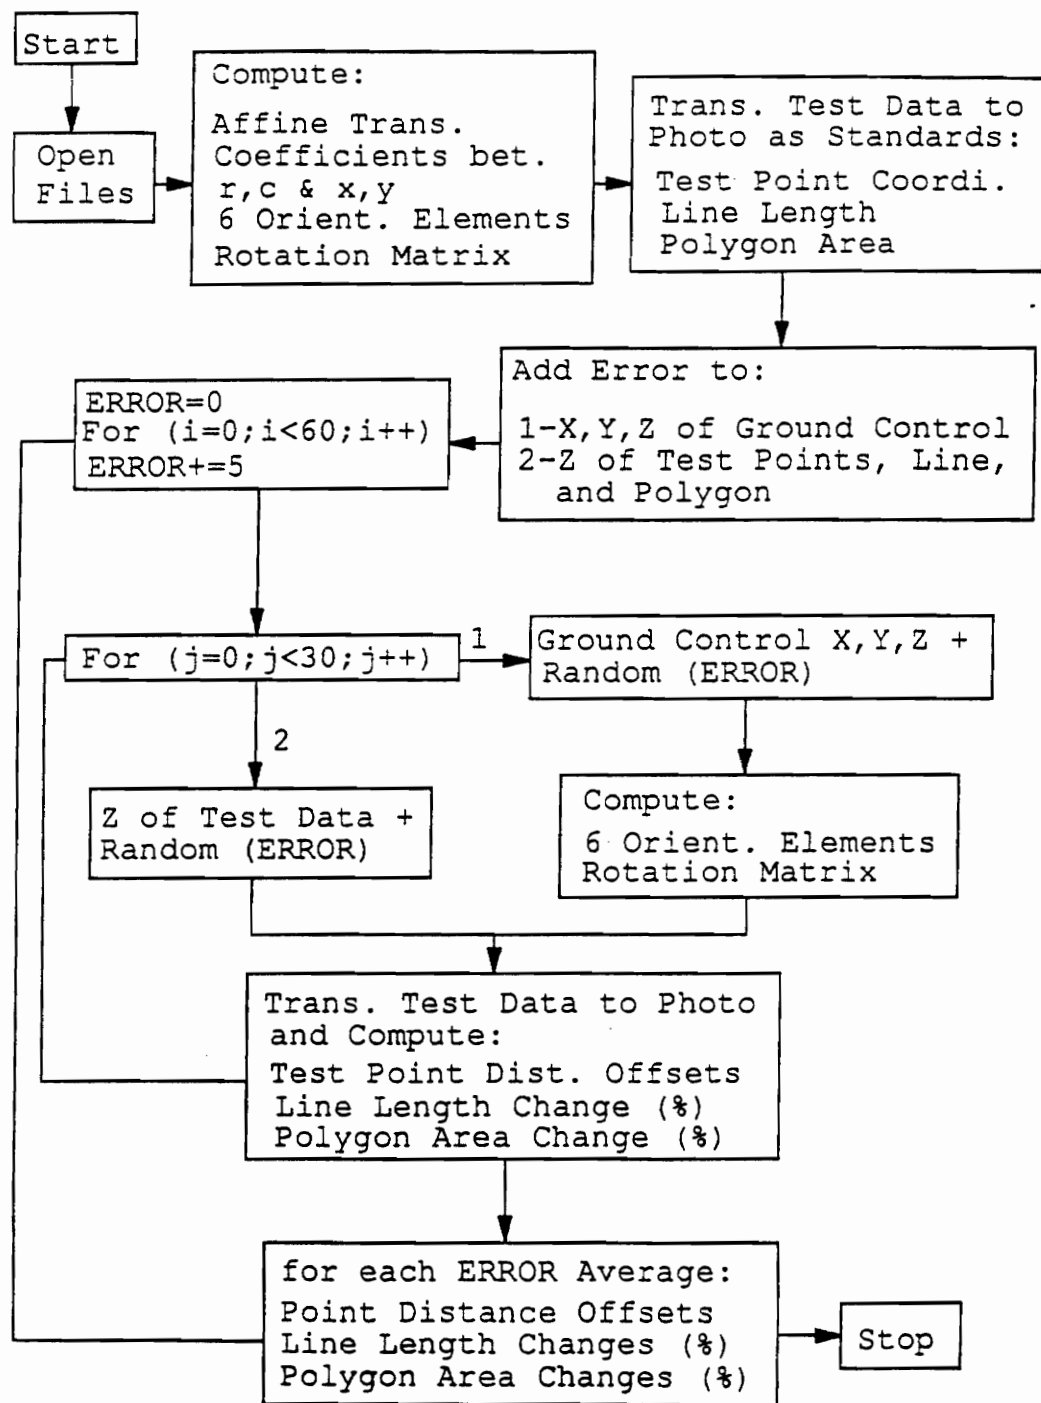 Start
Open
Files
Compute:
Affine Trans.
Coefficients bet.
r,c & x,y
6 Orient. Elements
Rotation Matrix
Trans. Test Data to
Photo as Standards:
Test Point Coordi.
Line Length
Polygon Area
Add Error to:
1-X,Y,Z of Ground Control
2-Z of Test Points, Line,
and Polygon
ERROR=0
For (i=0;i<60;i++)
ERROR+=5
For (j=0;j<30;j++)
1
Ground Control X,Y,Z +
Random (ERROR)
2
Z of Test Data +
Random (ERROR)
Compute:
6 Orient. Elements
Rotation Matrix
Trans. Test Data to Photo
and Compute:
Test Point Dist. Offsets
Line Length Change (%)
Polygon Area Change (%)
for each ERROR Average:
Point Distance Offsets
Line Length Changes (%)
Polygon Area Changes (%)
Stop